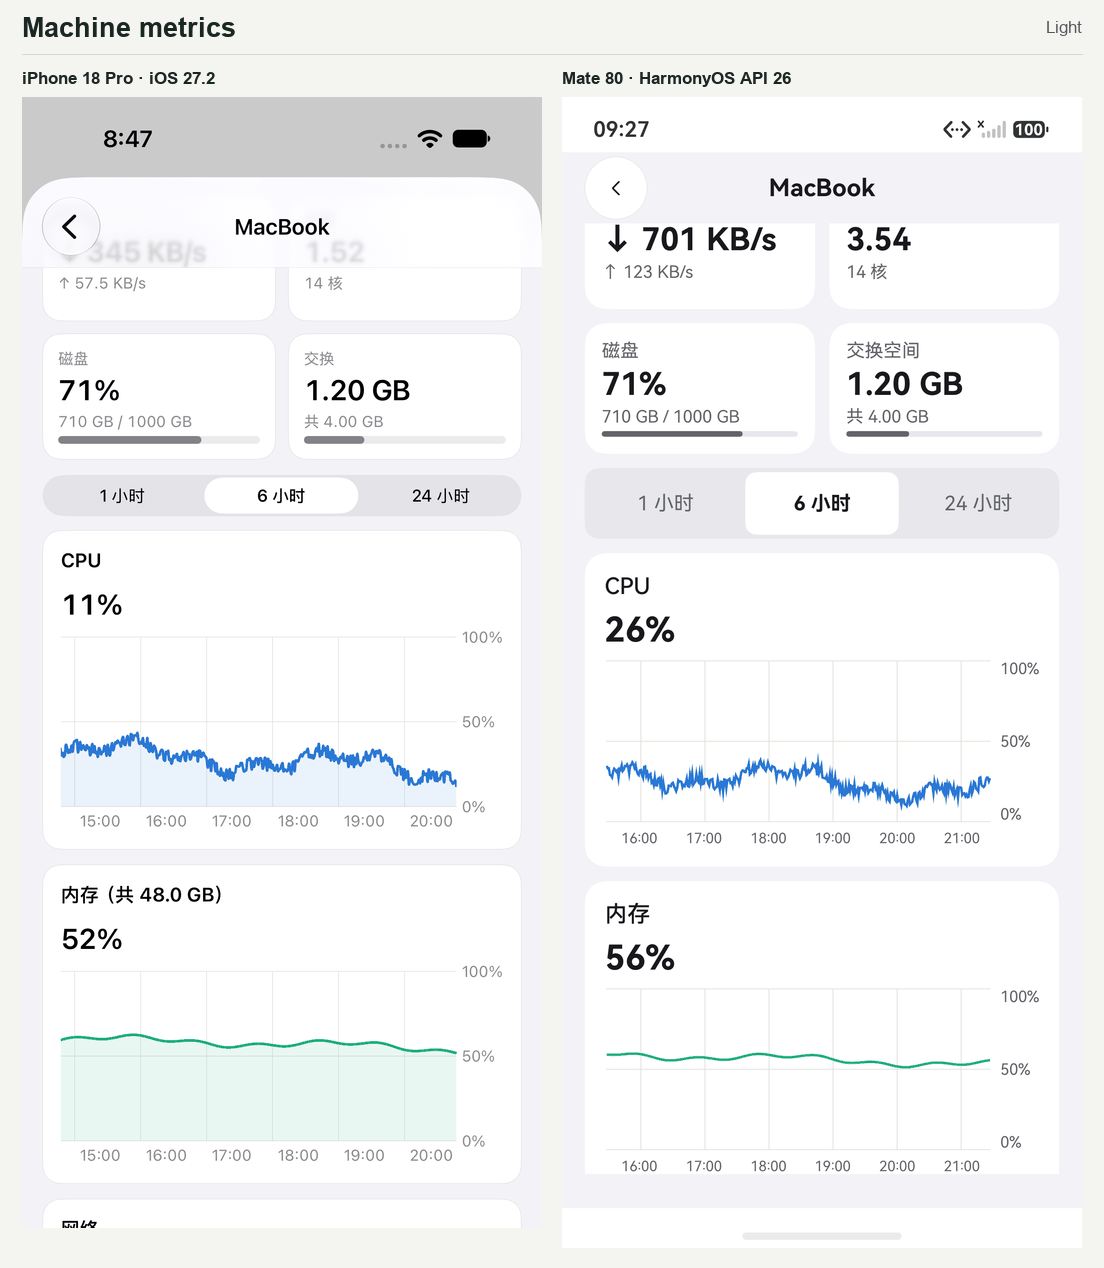 Machine metrics
Light
iPhone 18 Pro · iOS 27.2
8:47
MacBook
↓ 345 KB/s
1.52
↑ 57.5 KB/s
14 核
磁盘
71%
710 GB / 1000 GB
交换
1.20 GB
共 4.00 GB
1 小时
6 小时
24 小时
CPU
11%
100%
50%
0%
15:00 16:00 17:00 18:00 19:00 20:00
内存（共 48.0 GB）
52%
100%
50%
0%
15:00 16:00 17:00 18:00 19:00 20:00
网络
Mate 80 · HarmonyOS API 26
09:27
100
MacBook
↓ 701 KB/s
↑ 123 KB/s
3.54
14 核
磁盘
71%
710 GB / 1000 GB
交换空间
1.20 GB
共 4.00 GB
1 小时
6 小时
24 小时
CPU
26%
100%
50%
0%
16:00 17:00 18:00 19:00 20:00 21:00
内存
56%
100%
50%
0%
16:00 17:00 18:00 19:00 20:00 21:00